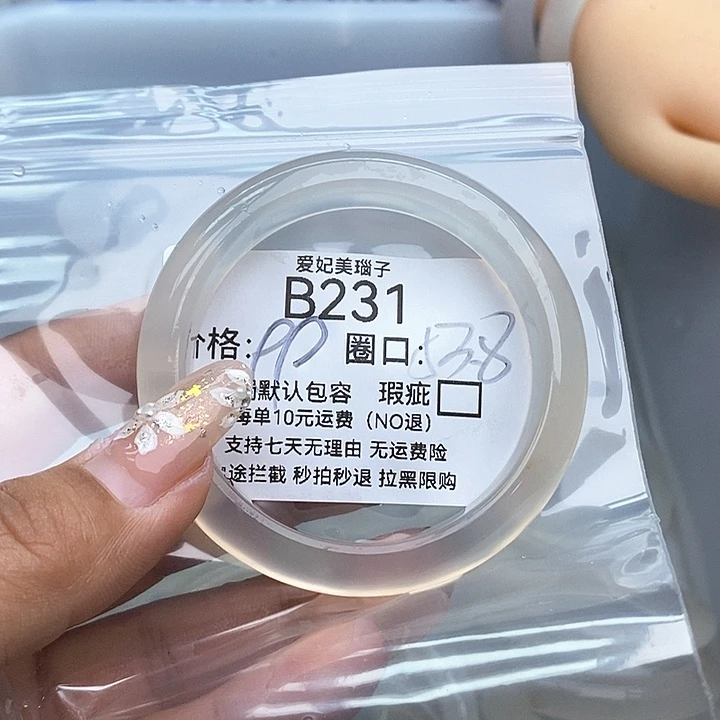 爱妃美瑙子
B231
价格:99 圈口:53.8
默认包容 瑕疵
每单10元运费（NO退）
支持七天无理由 无运费险
途拦截 秒拍秒退 拉黑限购